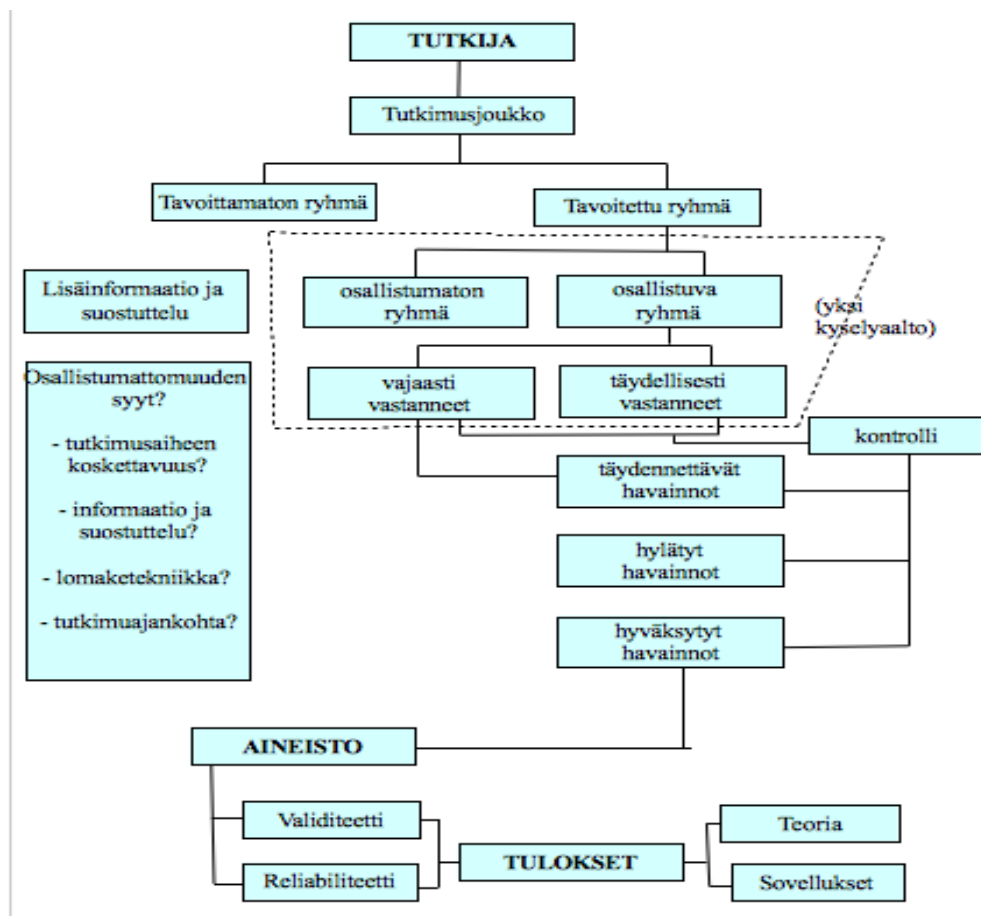 TUTKIJA
Tutkimusjoukko
Tavoittamaton ryhmä
Tavoitettu ryhmä
Lisäinformaatio ja
suostuttelu
osallistumaton
ryhmä
osallistuva
ryhmä
(yksi
kyselyaalto)
Osallistumattomuuden
syyt?
- tutkimusaiheen
koskettavuus?
- informaatio ja
suostuttelu?
- lomaketekniikka?
- tutkimuajankohta?
vajaasti
vastanneet
täydellisesti
vastanneet
kontrolli
täydennettävät
havainnot
hylätyt
havainnot
hyväksytyt
havainnot
AINEISTO
Validiteetti
Reliabiliteetti
TULOKSET
Teoria
Sovellukset